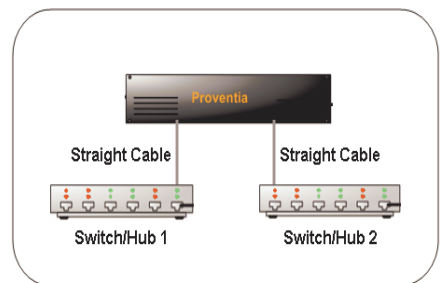 Proventia
Straight Cable
Straight Cable
Switch/Hub 1
Switch/Hub 2